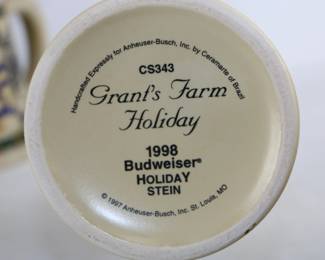 Handcrafted Expressly for Anheuser-Busch, Inc. by Ceramarte of Brazil
CS343
Grant's Farm
Holiday
1998
Budweiser®
HOLIDAY
STEIN
© 1997 Anheuser-Busch, Inc. St. Louis, MO